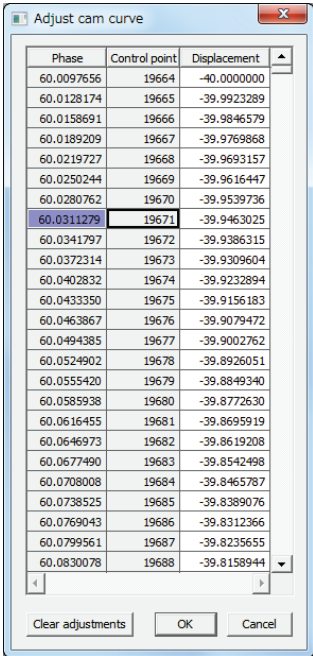 Adjust cam curve
Phase Control point Displacement
60.0097656 19664 -40.0000000
60.0128174 19665 -39.9923289
60.0158691 19666 -39.9846579
60.0189209 19667 -39.9769868
60.0219727 19668 -39.9693157
60.0250244 19669 -39.9616447
60.0280762 19670 -39.9539736
60.0311279 19671 -39.9463025
60.0341797 19672 -39.9386315
60.0372314 19673 -39.9309604
60.0402832 19674 -39.9232894
60.0433350 19675 -39.9156183
60.0463867 19676 -39.9079472
60.0494385 19677 -39.9002762
60.0524902 19678 -39.8926051
60.0555420 19679 -39.8849340
60.0585938 19680 -39.8772630
60.0616455 19681 -39.8695919
60.0646973 19682 -39.8619208
60.0677490 19683 -39.8542498
60.0708008 19684 -39.8465787
60.0738525 19685 -39.8389076
60.0769043 19686 -39.8312366
60.0799561 19687 -39.8235655
60.0830078 19688 -39.8158944
Clear adjustments OK Cancel